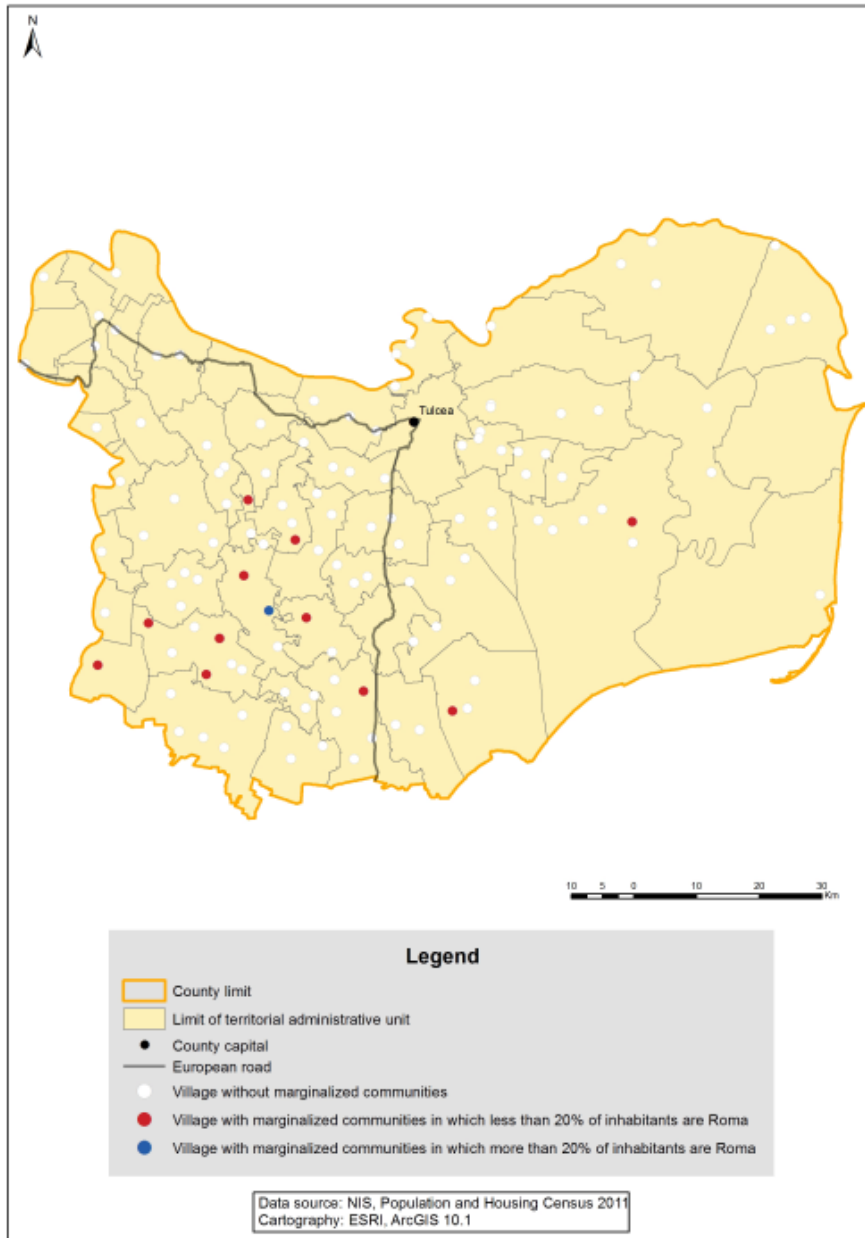 N
Tulcea
10 5 0 10 20 30
Km
Legend
County limit
Limit of territorial administrative unit
County capital
European road
Village without marginalized communities
Village with marginalized communities in which less than 20% of inhabitants are Roma
Village with marginalized communities in which more than 20% of inhabitants are Roma
Data source: NIS, Population and Housing Census 2011
Cartography: ESRI, ArcGIS 10.1